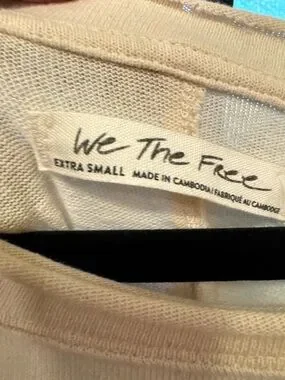 We The Free
EXTRA SMALL MADE IN CAMBODIA/FABRIQUÉ AU CAMBODGE